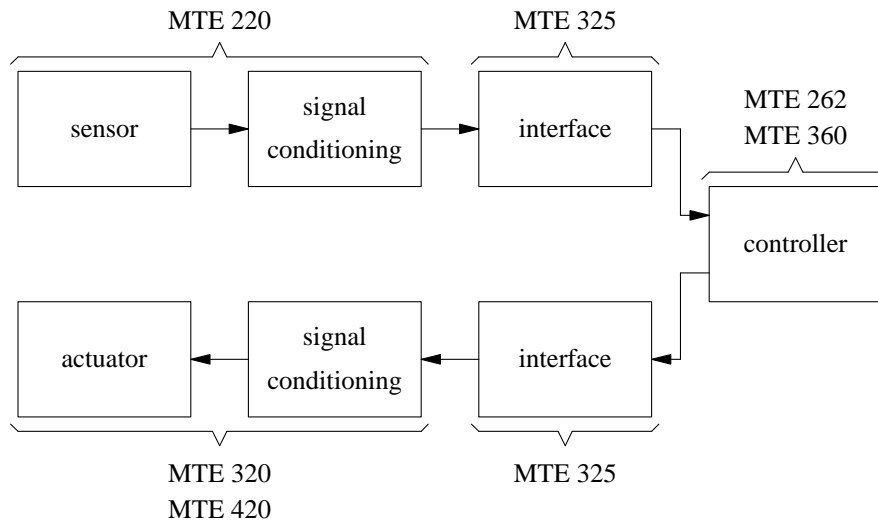 MTE 220
MTE 325
sensor
signal
conditioning
interface
MTE 262
MTE 360
controller
actuator
signal
conditioning
interface
MTE 320
MTE 420
MTE 325